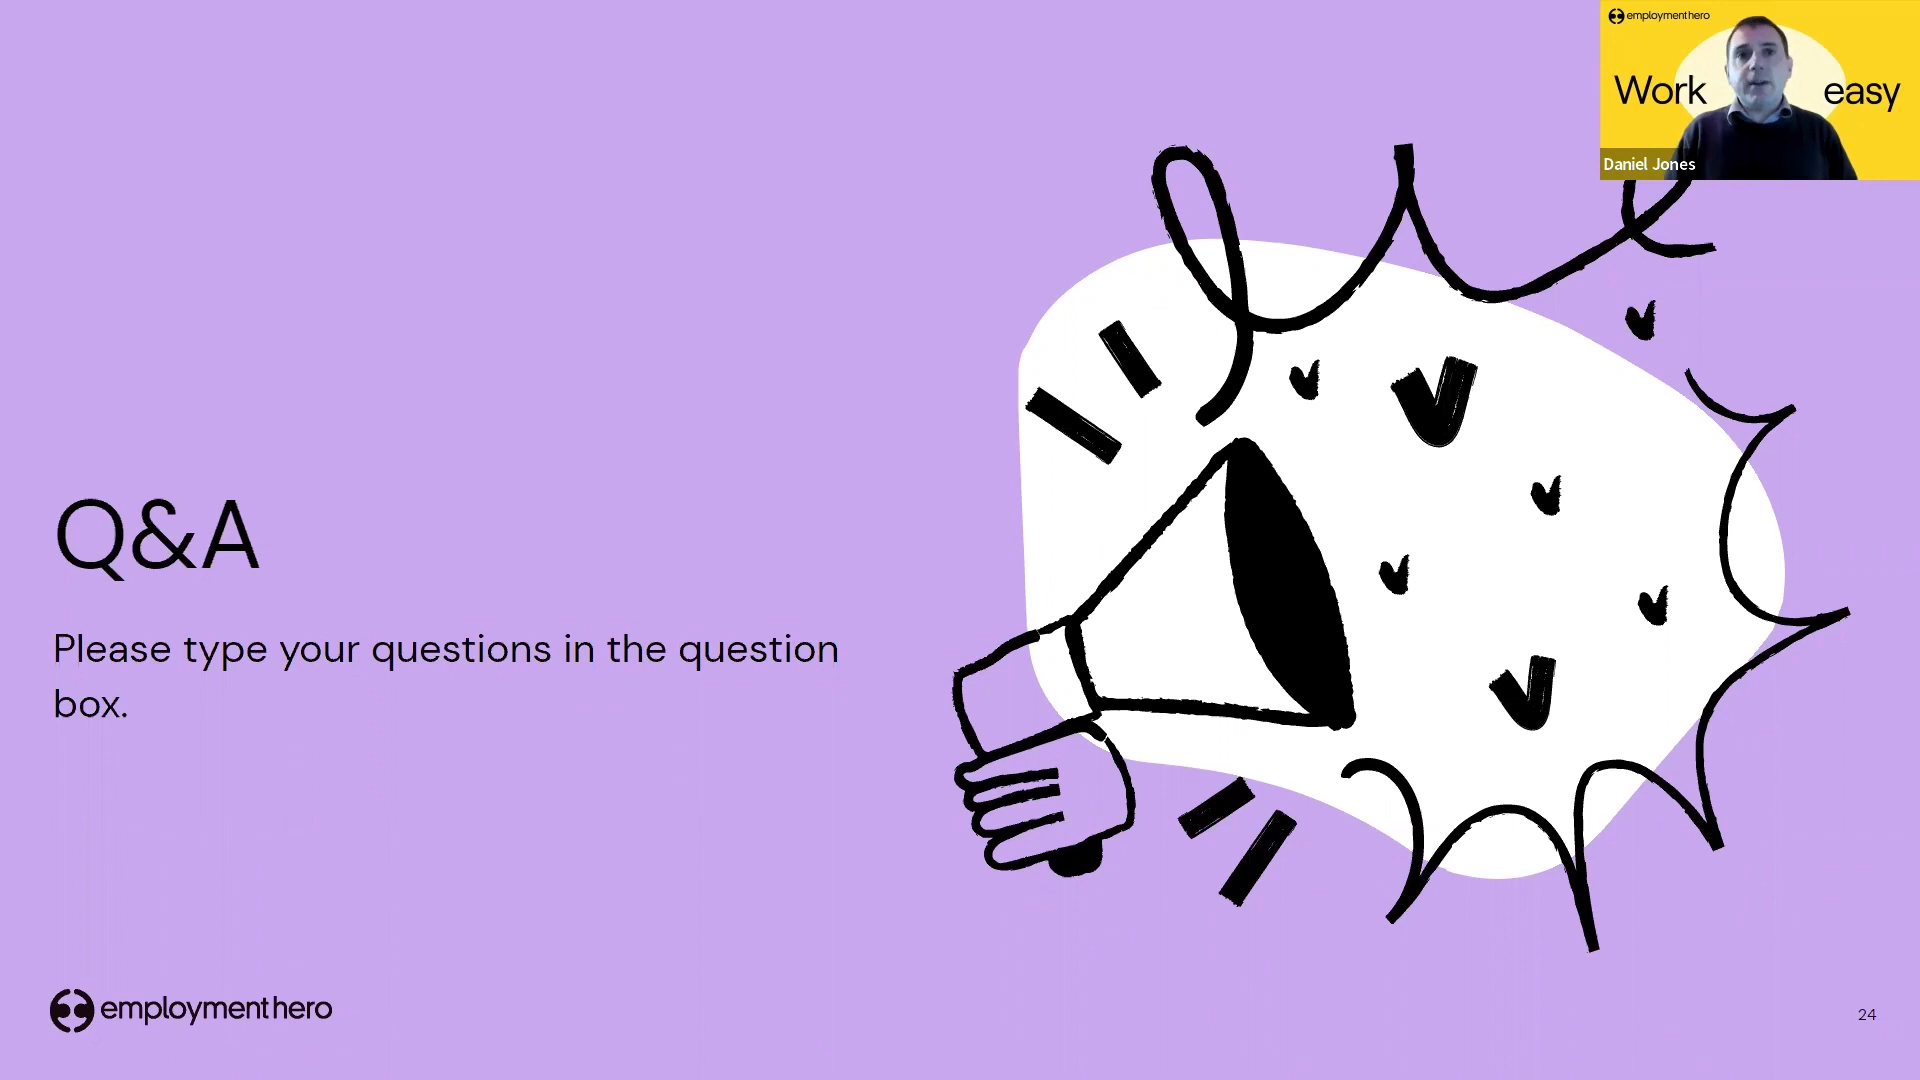 employmenthero
Work easy
Daniel Jones
Q&A
Please type your questions in the question
box.
employmenthero
24